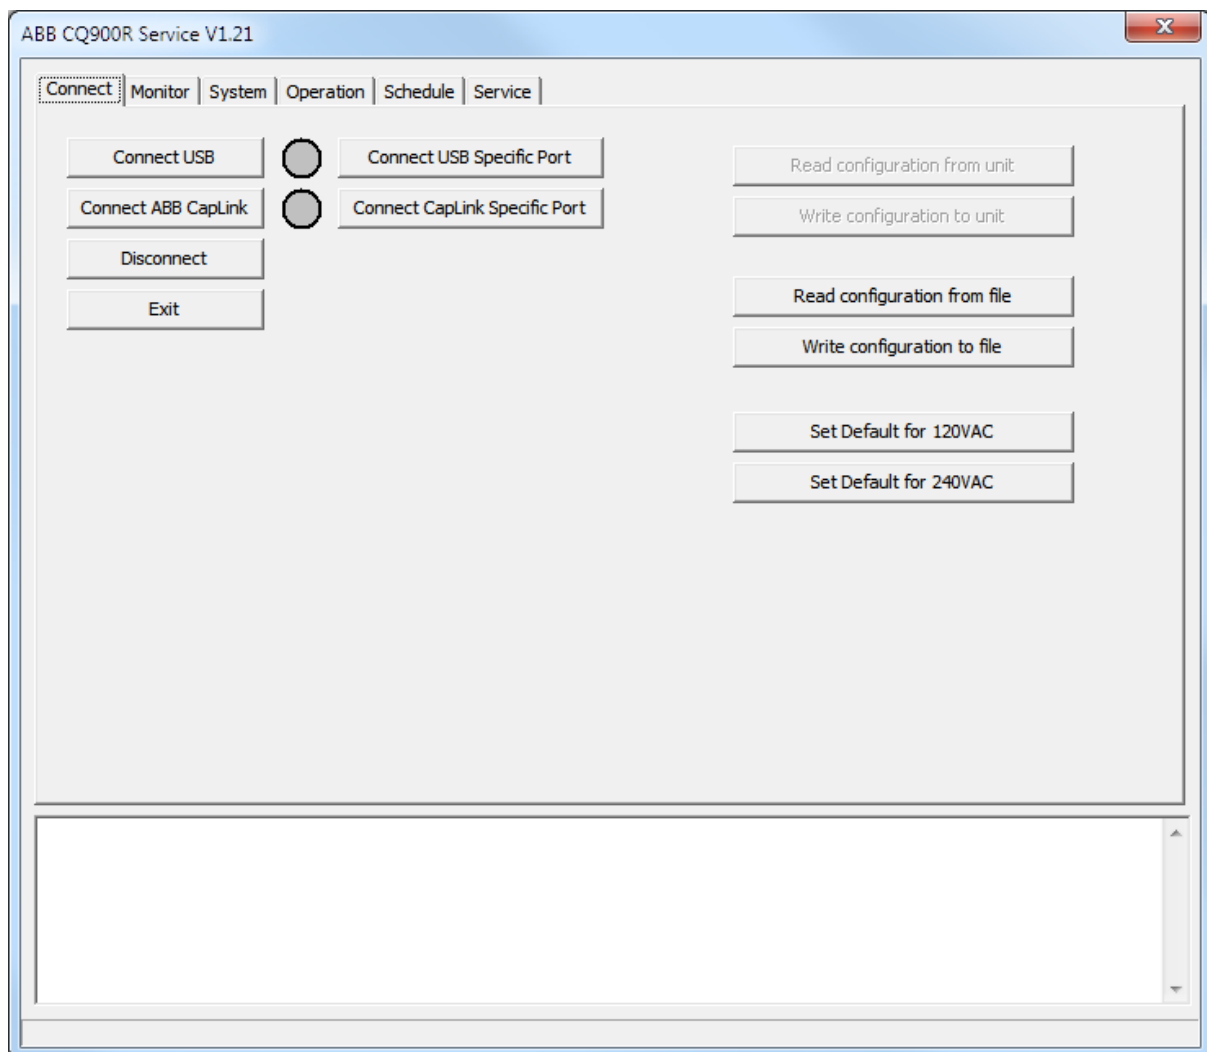 ABB CQ900R Service V1.21
Connect Monitor System Operation Schedule Service
Connect USB
Connect USB Specific Port
Connect ABB CapLink
Connect CapLink Specific Port
Disconnect
Exit
Read configuration from unit
Write configuration to unit
Read configuration from file
Write configuration to file
Set Default for 120VAC
Set Default for 240VAC